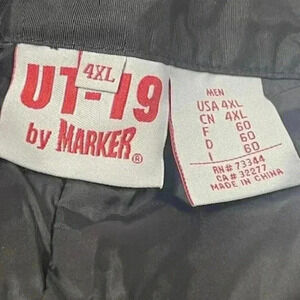 4XL
UT-19
by MARKER®
MEN
USA 4XL
CN 4XL
F 60
D 60
I 60
RN# 73344
CA# 32277
MADE IN CHINA